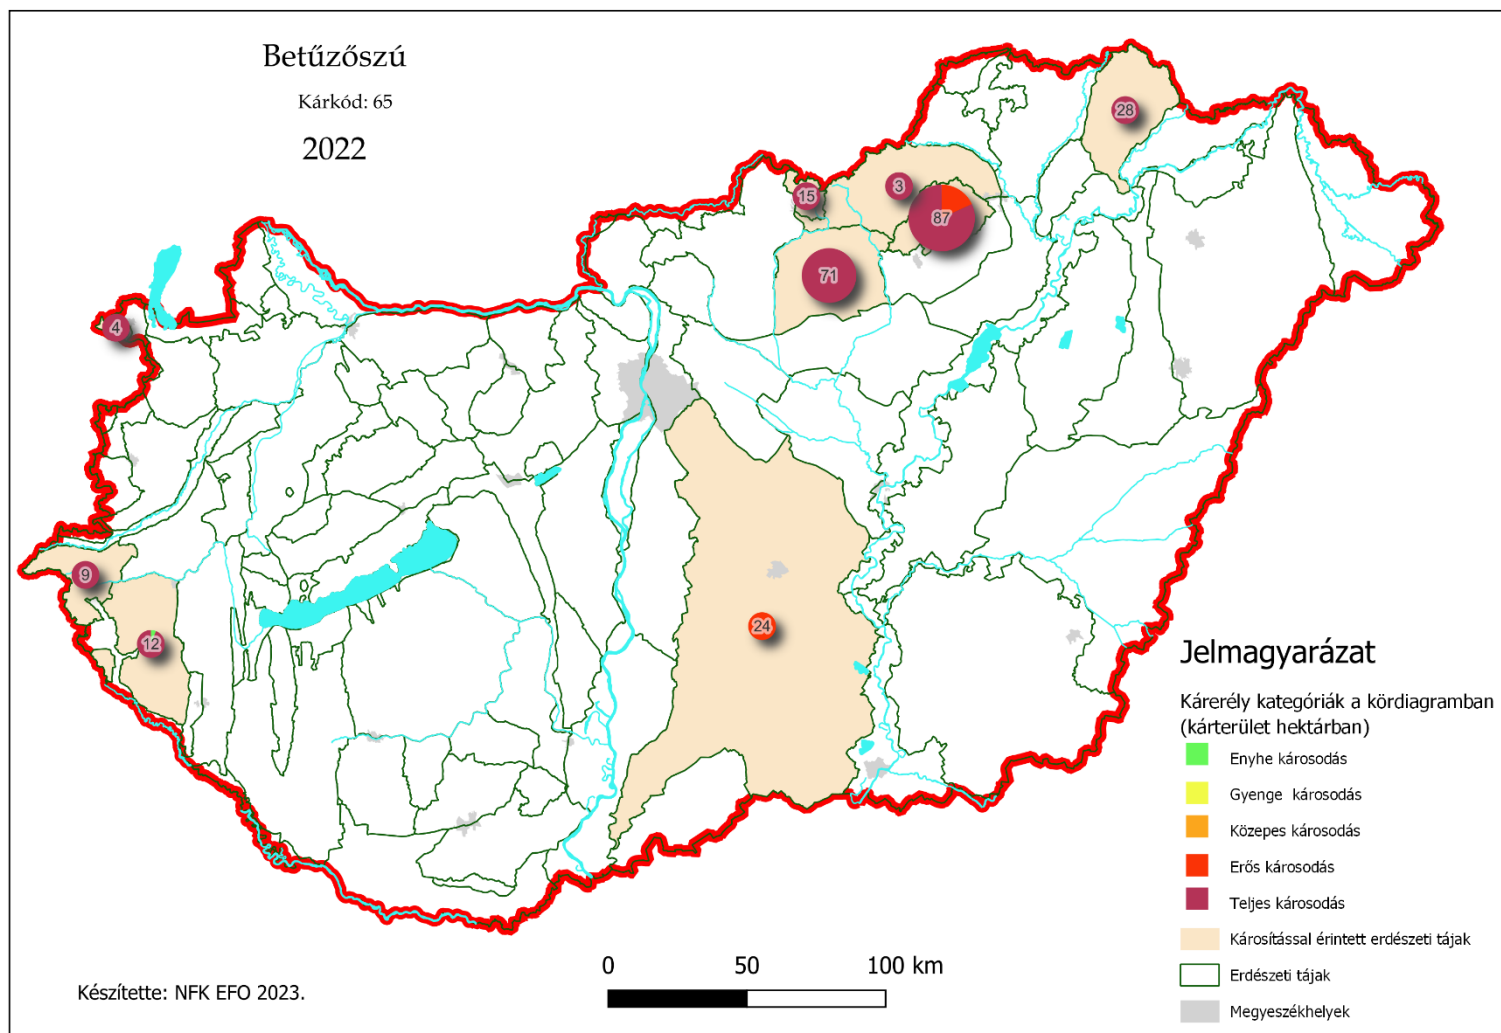 Betűzőszú
Kárkód: 65
2022
28
15
3
87
71
4
9
12
24
Jelmagyarázat
Kárerély kategóriák a kördiagramban
(kárterület hektárban)
Enyhe károsodás
Gyenge károsodás
Közepes károsodás
Erős károsodás
Teljes károsodás
Károsítással érintett erdészeti tájak
Erdészeti tájak
Megyeszékhelyek
0 50 100 km
Készítette: NFK EFO 2023.